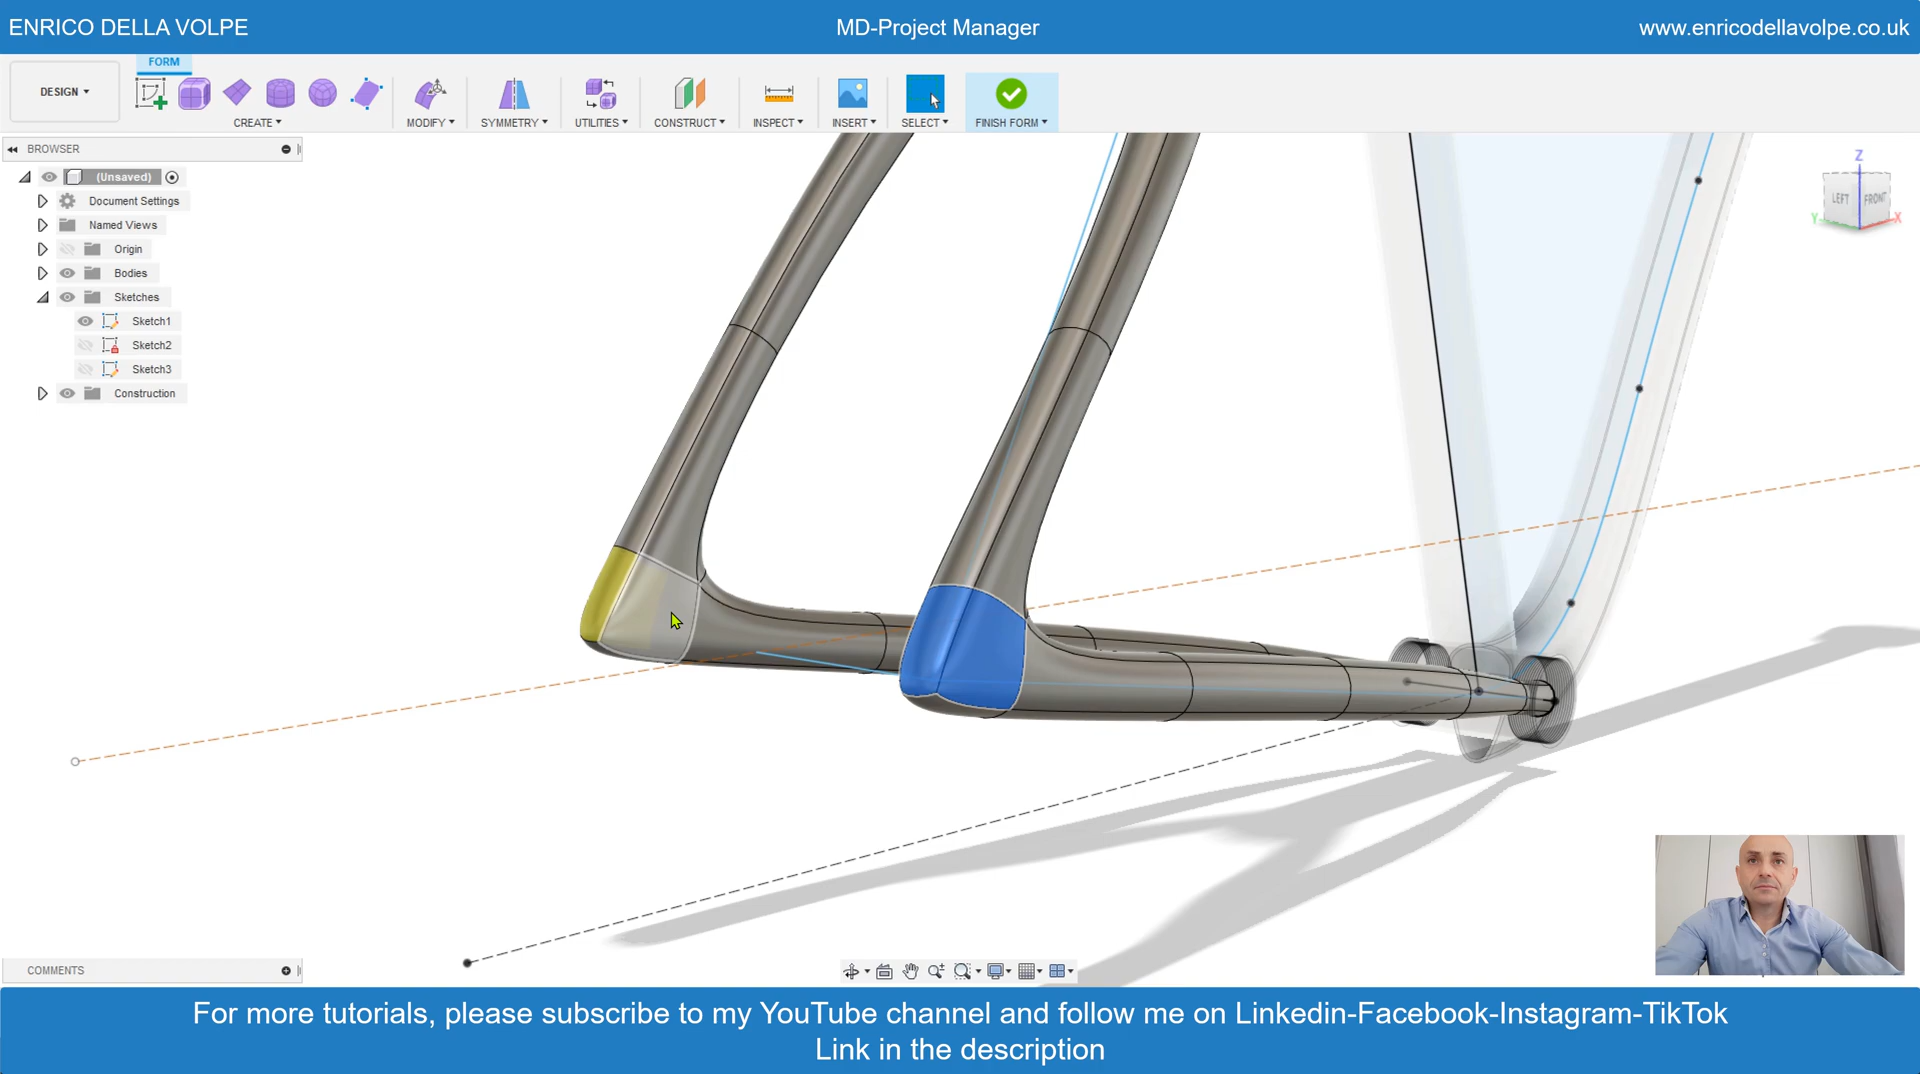 ENRICO DELLA VOLPE
MD-Project Manager
www.enricodellavolpe.co.uk
FORM
DESIGN
CREATE
MODIFY
SYMMETRY
UTILITIES
CONSTRUCT
INSPECT
INSERT
SELECT
FINISH FORM
BROWSER
(Unsaved)
Document Settings
Named Views
Origin
Bodies
Sketches
Sketch1
Sketch2
Sketch3
Construction
Z
LEFT
FRONT
Y
X
COMMENTS
For more tutorials, please subscribe to my YouTube channel and follow me on Linkedin-Facebook-Instagram-TikTok
Link in the description